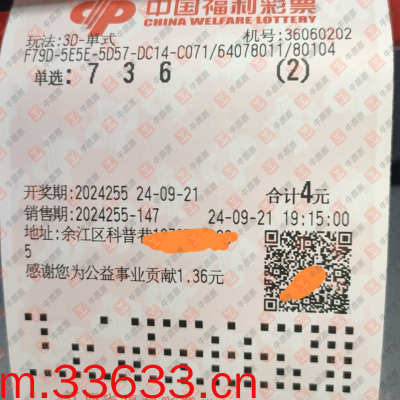 中国福利彩票
CHINA WELFARE LOTTERY
玩法:3D-单式 机号:36060202
F79D-5E5E-5D57-DC14-C071/64078011/80104
单选: 7 3 6 (2)
开奖期:2024255 24-09-21 合计4元
销售期:2024255-147 24-09-21 19:15:00
地址:余江区科普巷
5
感谢您为公益事业贡献1.36元
m.33633.cn